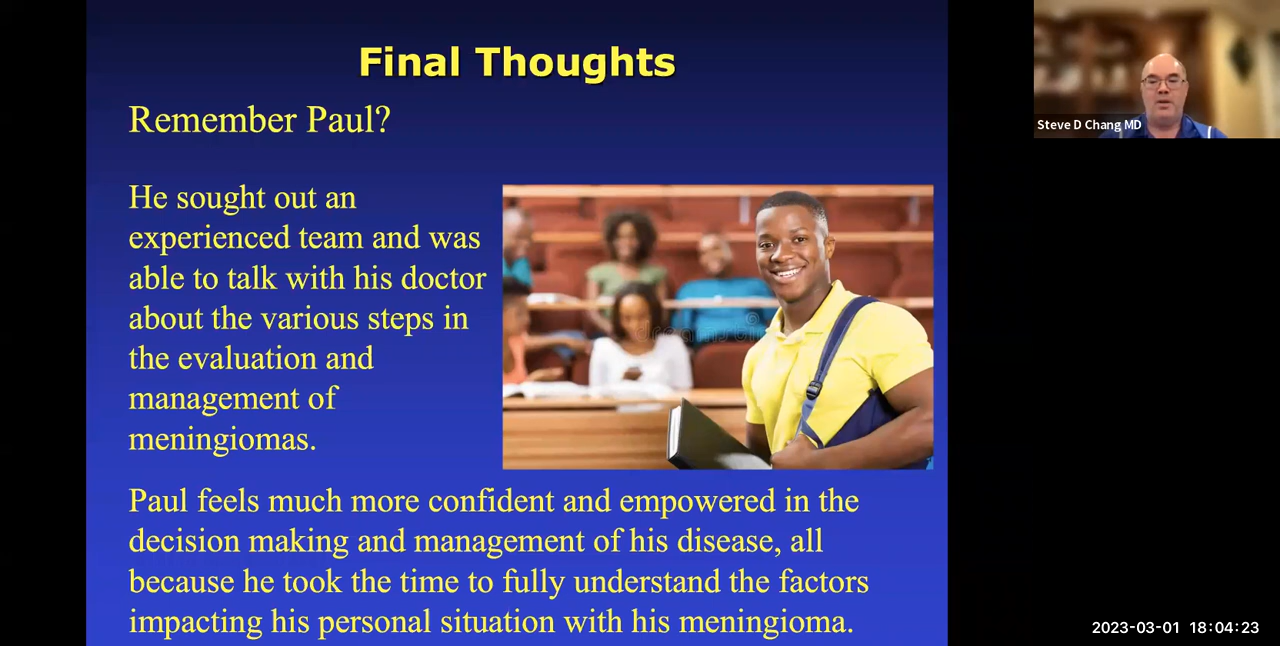 Final Thoughts
Remember Paul?
He sought out an
experienced team and was
able to talk with his doctor
about the various steps in
the evaluation and
management of
meningiomas.
Paul feels much more confident and empowered in the
decision making and management of his disease, all
because he took the time to fully understand the factors
impacting his personal situation with his meningioma.
Steve D Chang MD
2023-03-01 18:04:23